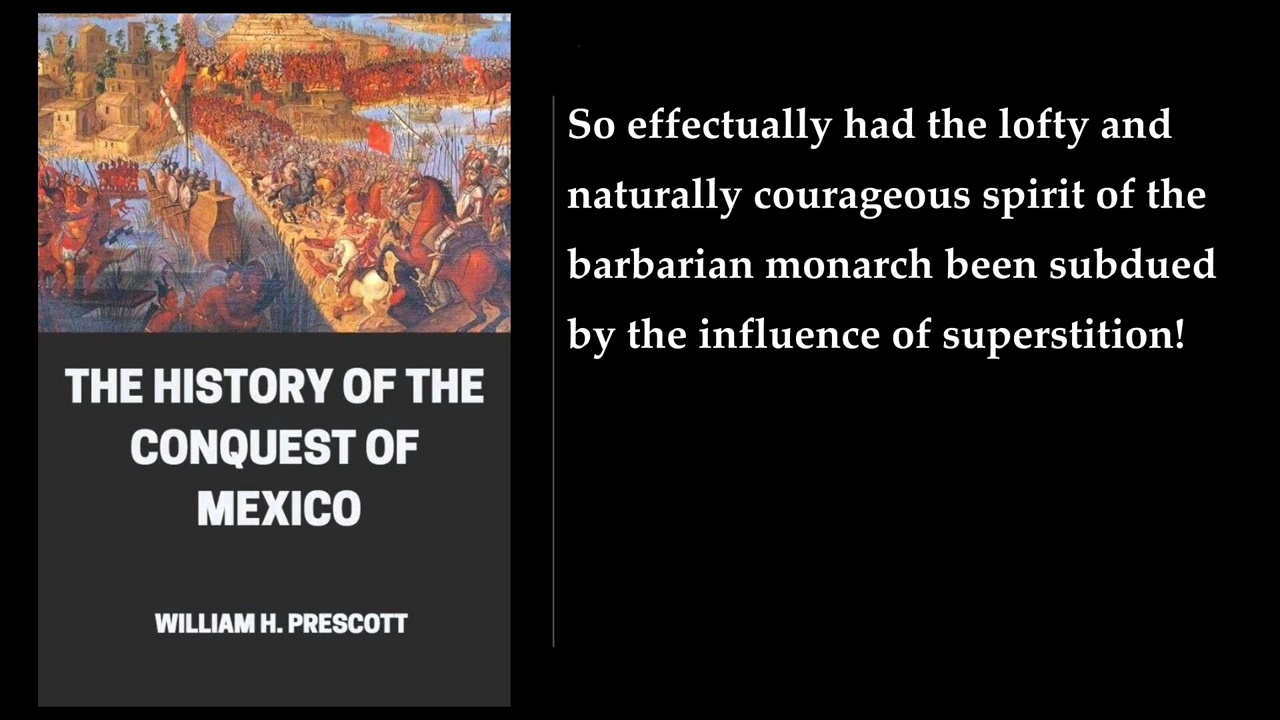 So effectually had the lofty and
naturally courageous spirit of the
barbarian monarch been subdued
by the influence of superstition!
THE HISTORY OF THE
CONQUEST OF
MEXICO
WILLIAM H. PRESCOTT